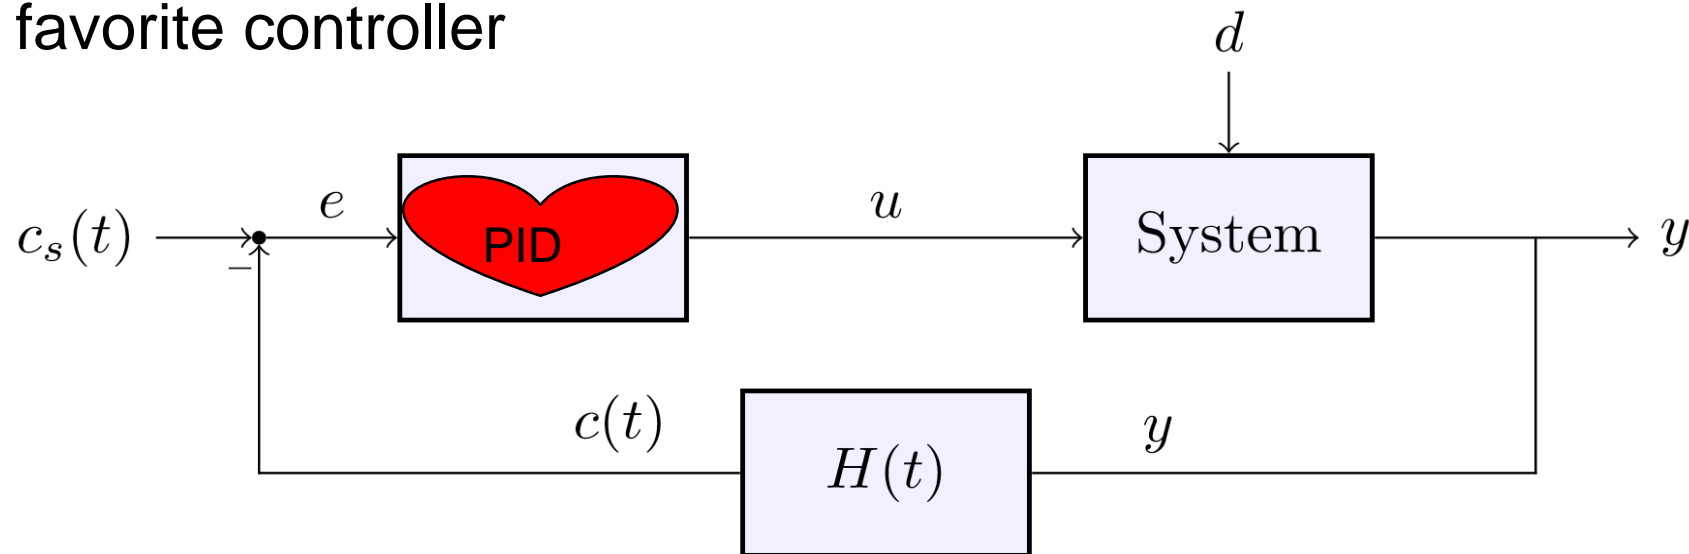 favorite controller
d
e
u
c_s(t)
PID
System
y
−
c(t)
y
H(t)